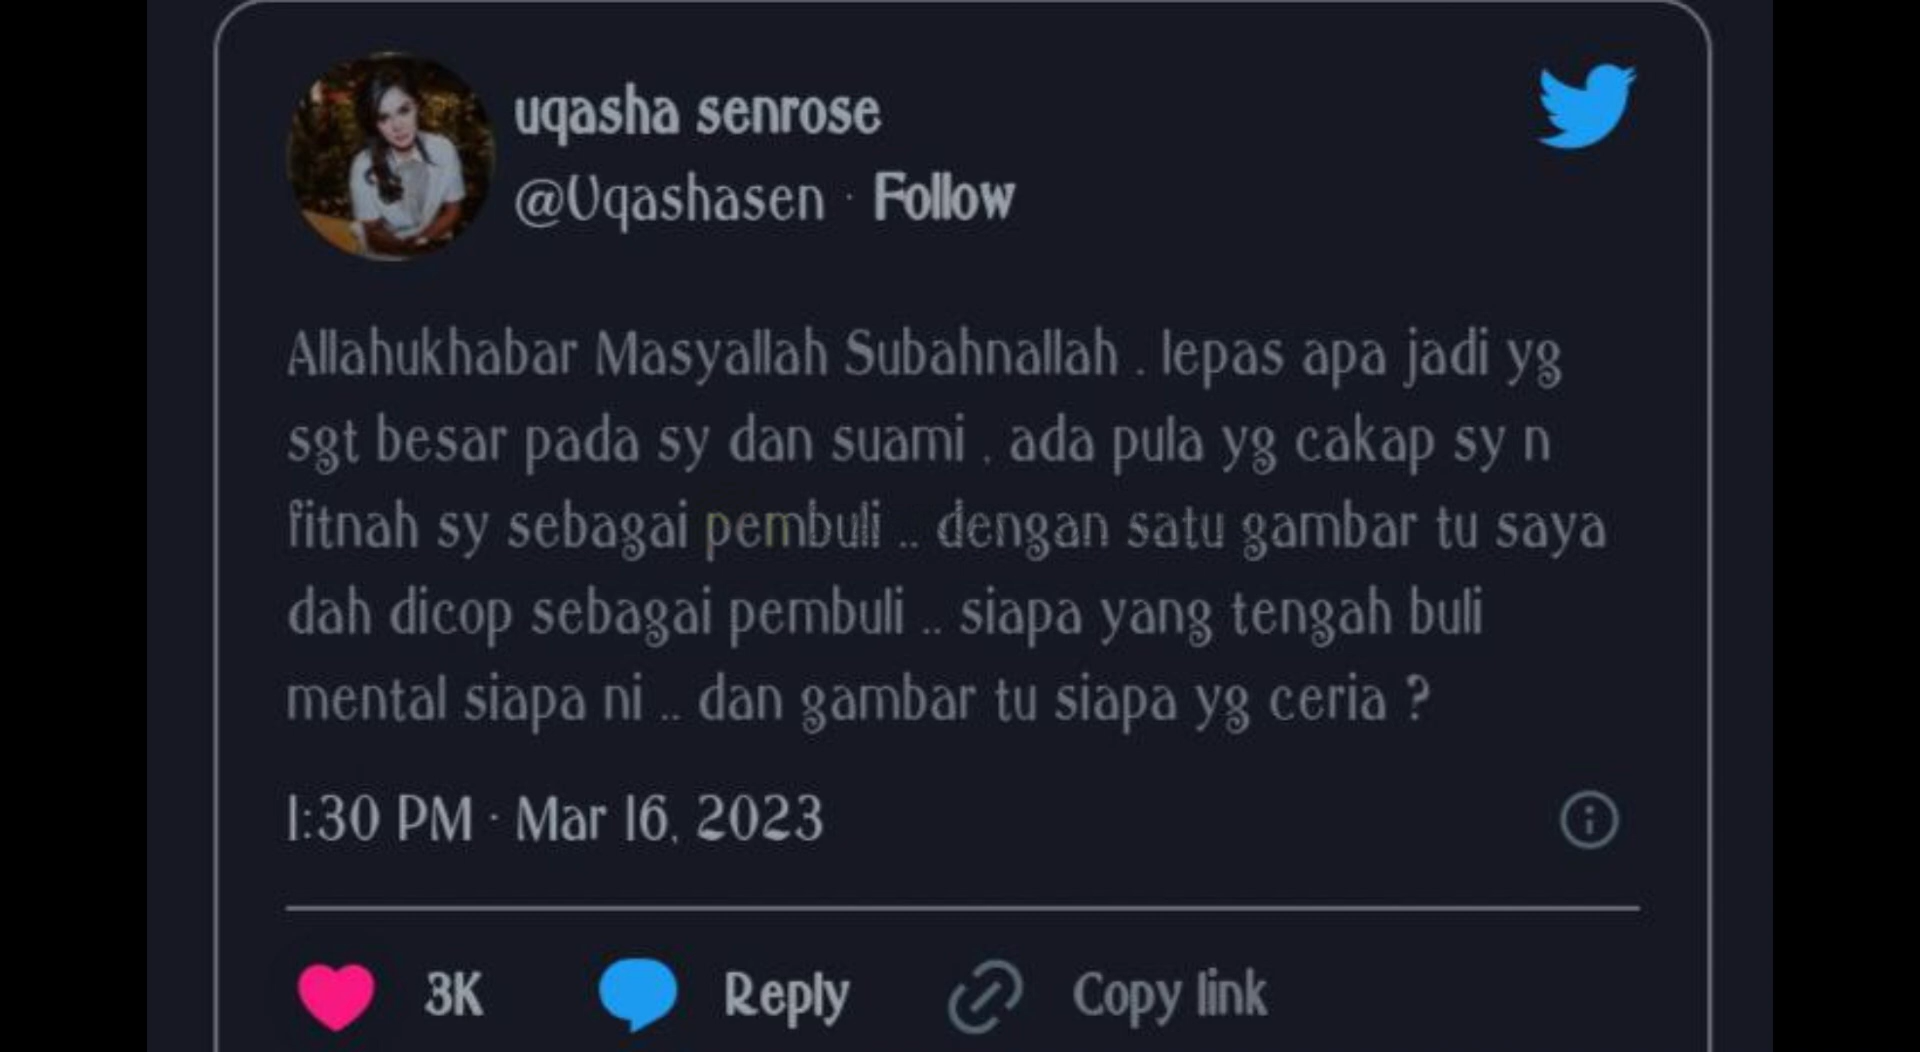 uqasha senrose
@Uqashasen · Follow
Allahukhabar Masyallah Subahnallah . lepas apa jadi yg
sgt besar pada sy dan suami , ada pula yg cakap sy n
fitnah sy sebagai pembuli .. dengan satu gambar tu saya
dah dicop sebagai pembuli .. siapa yang tengah buli
mental siapa ni .. dan gambar tu siapa yg ceria ?
1:30 PM · Mar 16, 2023
3K Reply Copy link